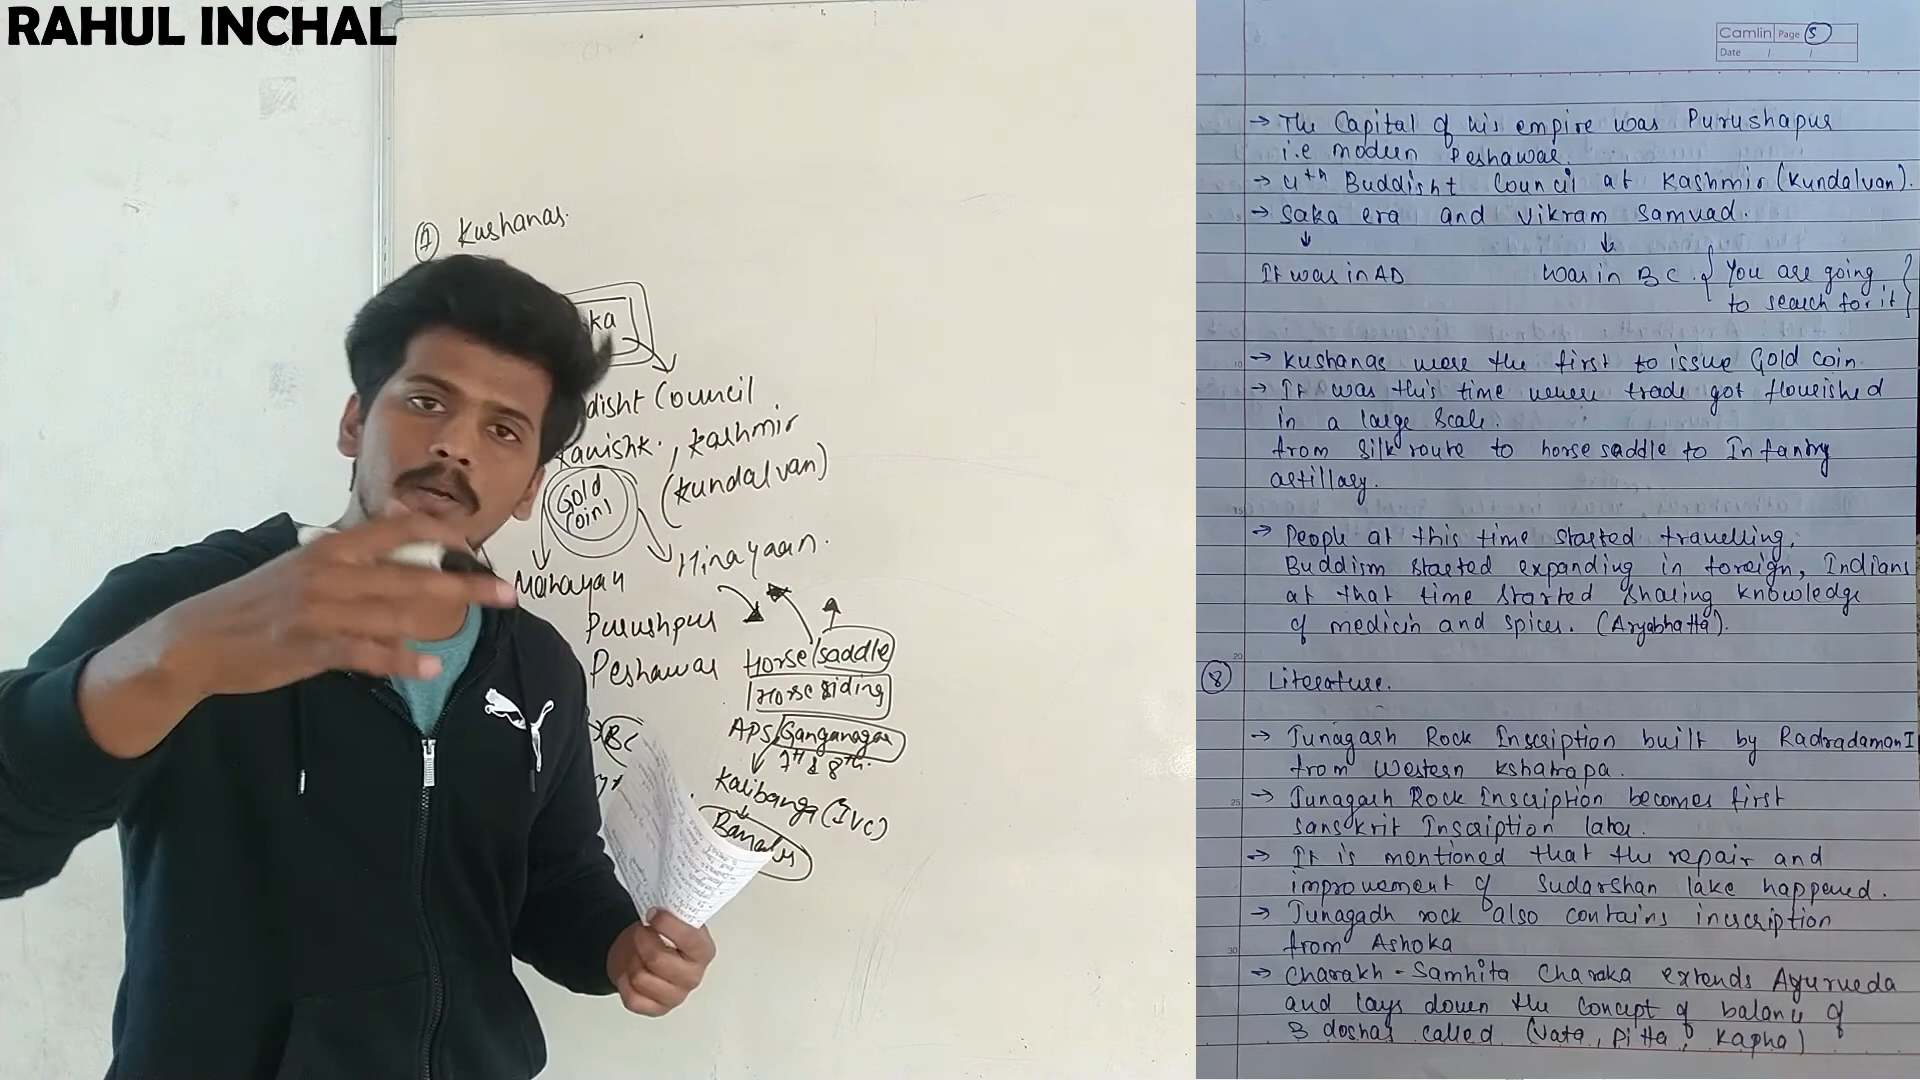 RAHUL INCHAL
① Kushanas.
ka
disht Council
Kanishk., Kashmir
(Kundalvan)
Gold
Coin
Hinayaan.
Mahayan
Purushpur
Peshawar
Horse/saddle
Horse riding
APS/Ganganagar
7th & 8th.
Kalibanga (IVC)
BC
Camlin Page 5
Date / /
→ The Capital of his empire was Purushapur
i.e modern Peshawar.
→ 4th Buddisht Council at Kashmir (Kundalvan).
→ Saka era and Vikram Samvad.
↓ ↓
It was in AD was in BC. { You are going
to search for it }
→ Kushanas were the first to issue Gold coin.
→ It was this time where trade got flourished
in a large scale.
from silk route to horse saddle to Infantry
artillary.
→ People at this time started travelling,
Buddism started expanding in foreign, Indians
at that time started sharing knowledge
of medicin and spices. (Aryabhatta).
⑧ Literature.
→ Junagarh Rock Inscription built by Radradaman I
from Western Kshatrapa.
→ Junagarh Rock Inscription becomes first
sanskrit Inscription later.
→ It is mentioned that the repair and
improvement of Sudarshan lake happened.
→ Junagadh rock also contains inscription
from Ashoka
→ Charakh - Samhita Charaka extends Ayurveda
and lays down the concept of balance of
3 doshas called (Vata, Pitta, Kapha)